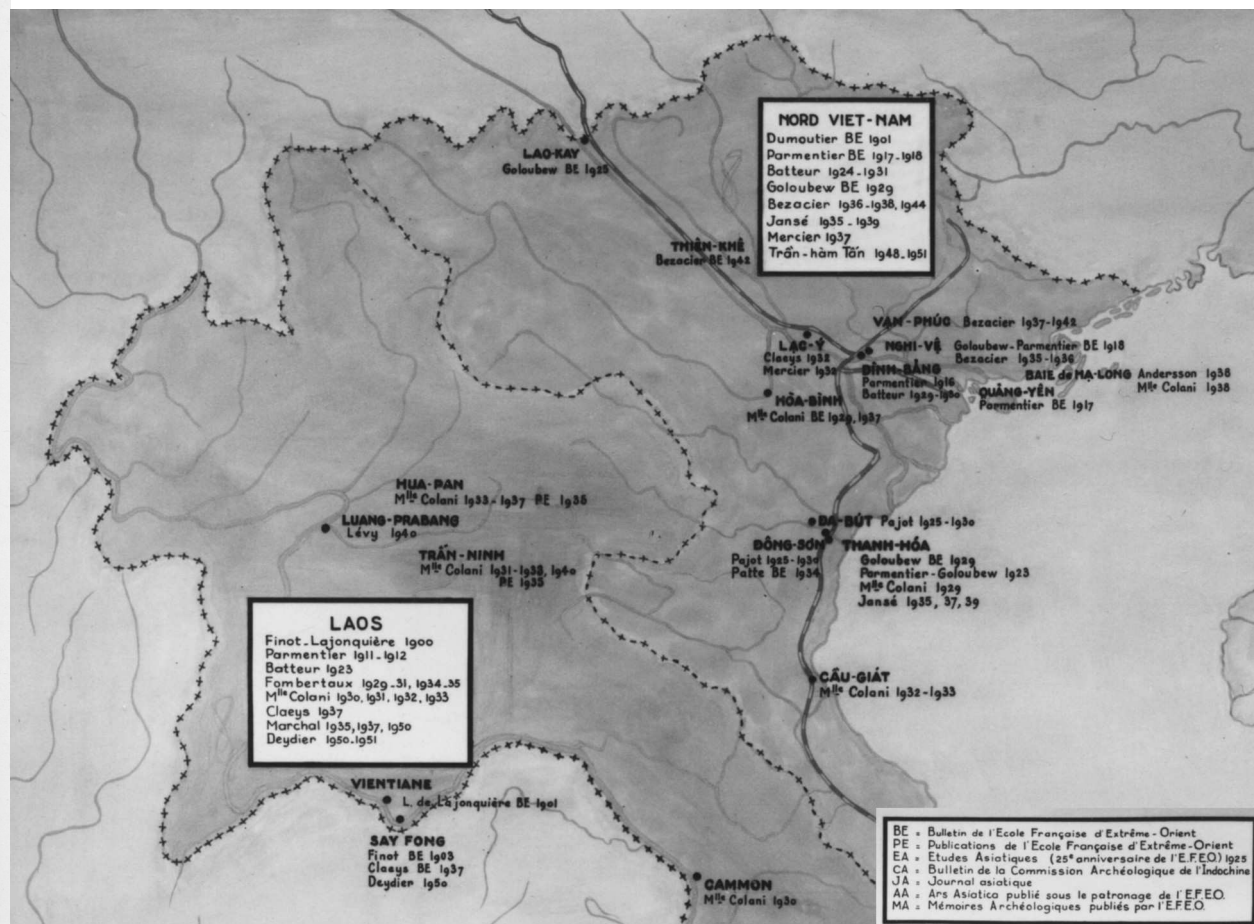 NORD VIET-NAM
Dumoutier BE 1901
Parmentier BE 1917-1918
Batteur 1924-1931
Goloubew BE 1929
Bezacier 1936-1938, 1944
Jansé 1935-1939
Mercier 1937
Trần-hàm Tấn 1948-1951
LAO-KAY
Goloubew BE 1925
THIÊN-KHÊ
Bezacier BE 1942
VẠN-PHÚC Bezacier 1937-1942
LẠC-Ý
Claeys 1932
Mercier 1932
NGHI-VỆ Goloubew-Parmentier BE 1918
Bezacier 1935-1936
ĐÌNH-BẢNG
Parmentier 1916
Batteur 1929-1930
BAIE de HẠ-LONG Andersson 1938
Mlle Colani 1938
QUẢNG-YÊN
Parmentier BE 1917
HÒA-BÌNH
Mlle Colani BE 1929, 1937
HUA-PAN
Mlle Colani 1933-1937 PE 1935
LUANG-PRABANG
Lévy 1940
TRẤN-NINH
Mlle Colani 1931-1938, 1940
PE 1935
ĐA-BÚT Pajot 1925-1930
ĐÔNG-SƠN
Pajot 1925-1930
Patte BE 1934
THANH-HÓA
Goloubew BE 1929
Parmentier-Goloubew 1923
Mlle Colani 1929
Jansé 1935, 37, 39
LAOS
Finot-Lajonquière 1900
Parmentier 1911-1912
Batteur 1923
Fombertaux 1929-31, 1934-35
Mlle Colani 1930, 1931, 1932, 1933
Claeys 1937
Marchal 1935, 1937, 1950
Deydier 1950-1951
CẦU-GIÁT
Mlle Colani 1932-1933
VIENTIANE
L. de Lajonquière BE 1901
SAY FONG
Finot BE 1903
Claeys BE 1937
Deydier 1950
CAMMON
Mlle Colani 1930
BE = Bulletin de l'Ecole Française d'Extrême-Orient
PE = Publications de l'Ecole Française d'Extrême-Orient
EA = Etudes Asiatiques (25e anniversaire de l'E.F.E.O.) 1925
CA = Bulletin de la Commission Archéologique de l'Indochine
JA = Journal asiatique
AA = Ars Asiatica publié sous le patronage de l'E.F.E.O.
MA = Mémoires Archéologiques publiés par l'E.F.E.O.